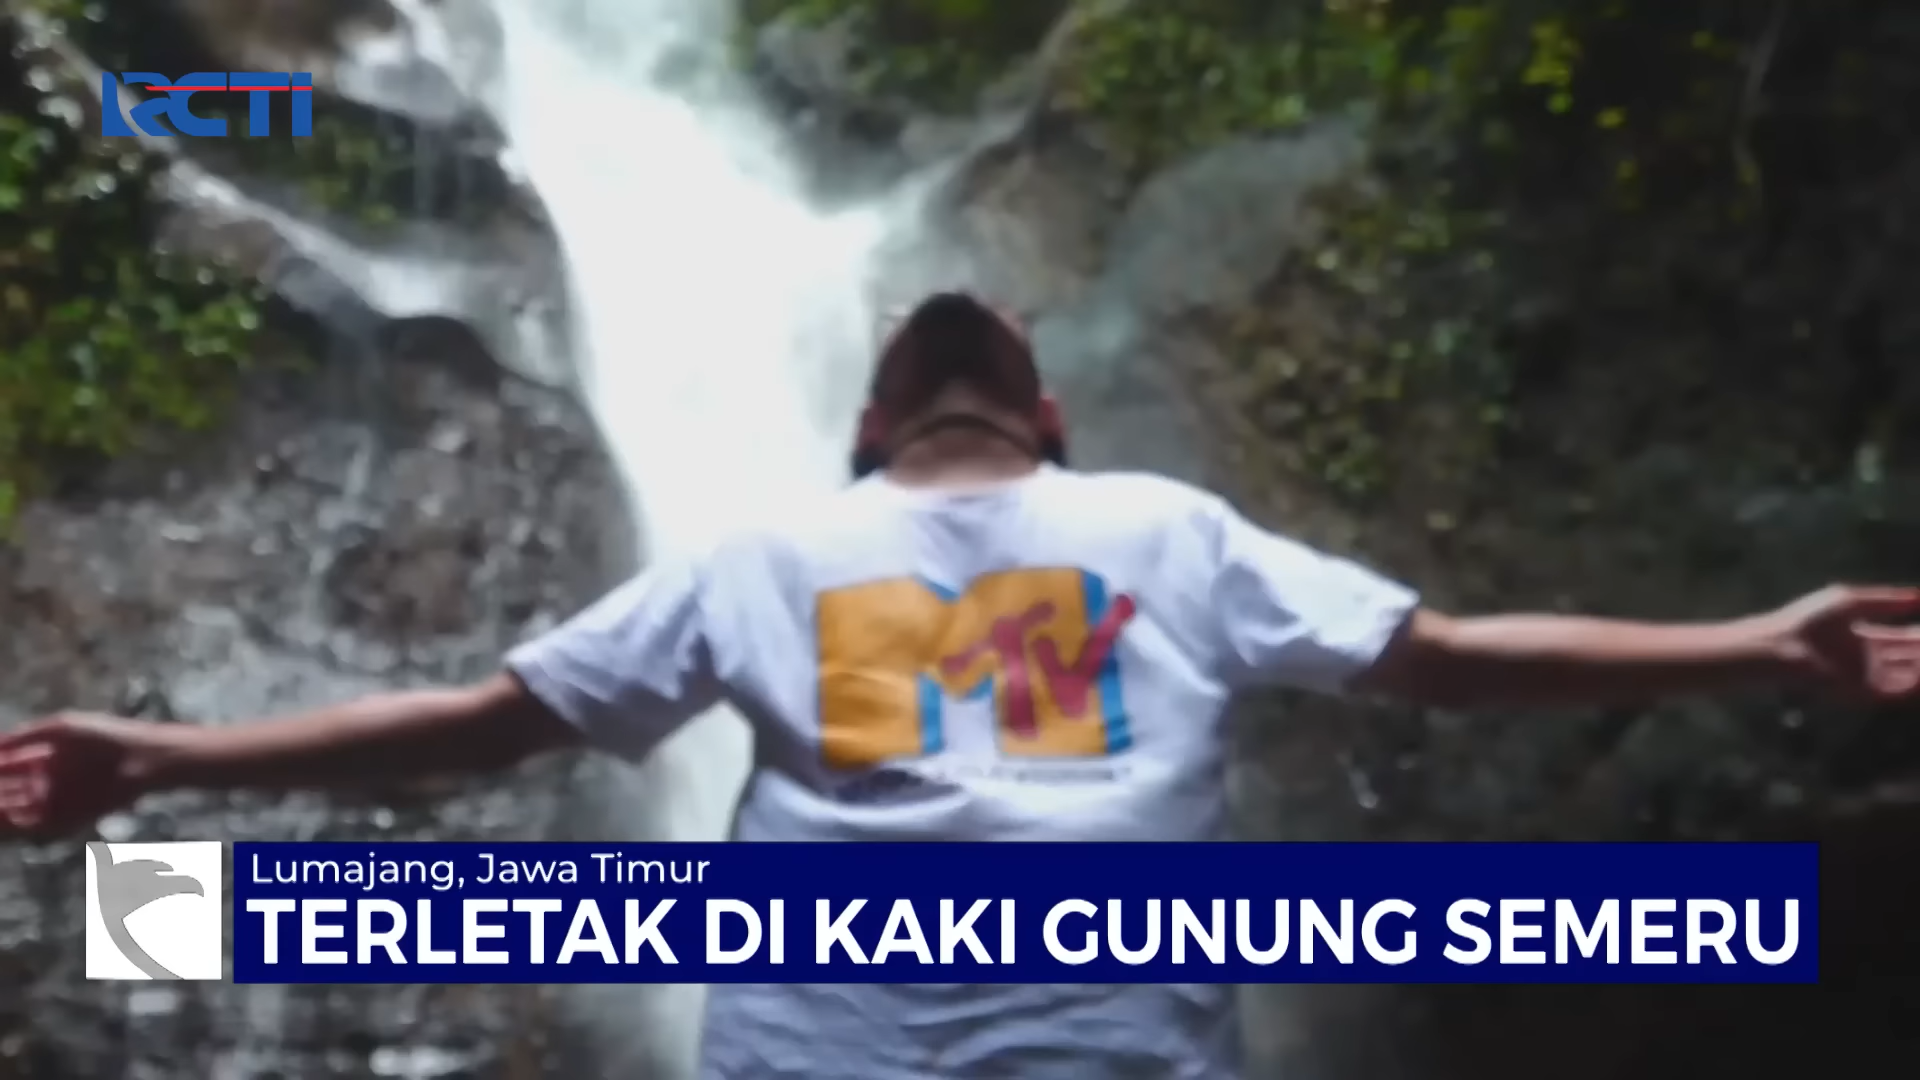 RCTI
MTV
Lumajang, Jawa Timur
TERLETAK DI KAKI GUNUNG SEMERU